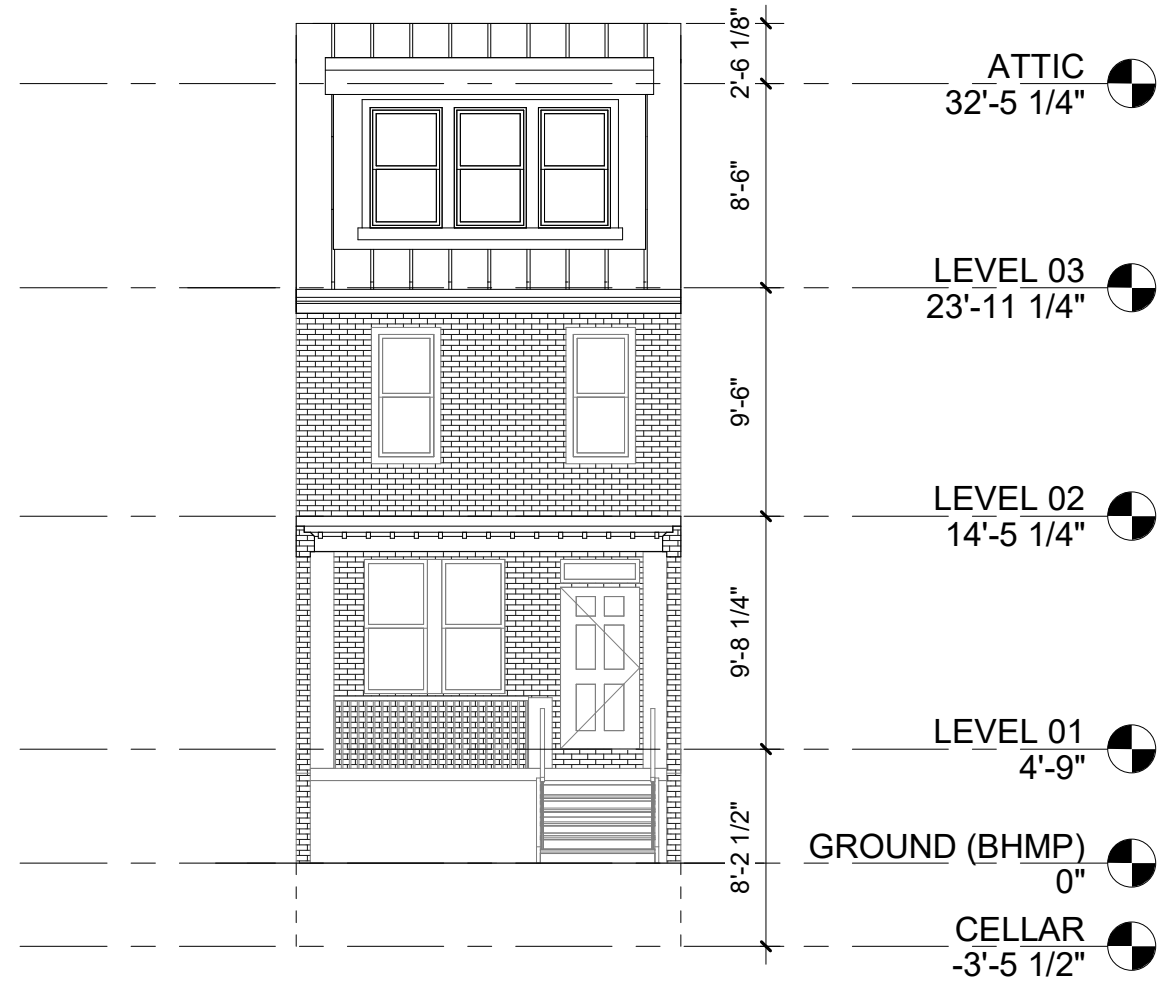 2'-6 1/8"
ATTIC
32'-5 1/4"
8'-6"
LEVEL 03
23'-11 1/4"
9'-6"
LEVEL 02
14'-5 1/4"
9'-8 1/4"
LEVEL 01
4'-9"
8'-2 1/2"
GROUND (BHMP)
0"
CELLAR
-3'-5 1/2"